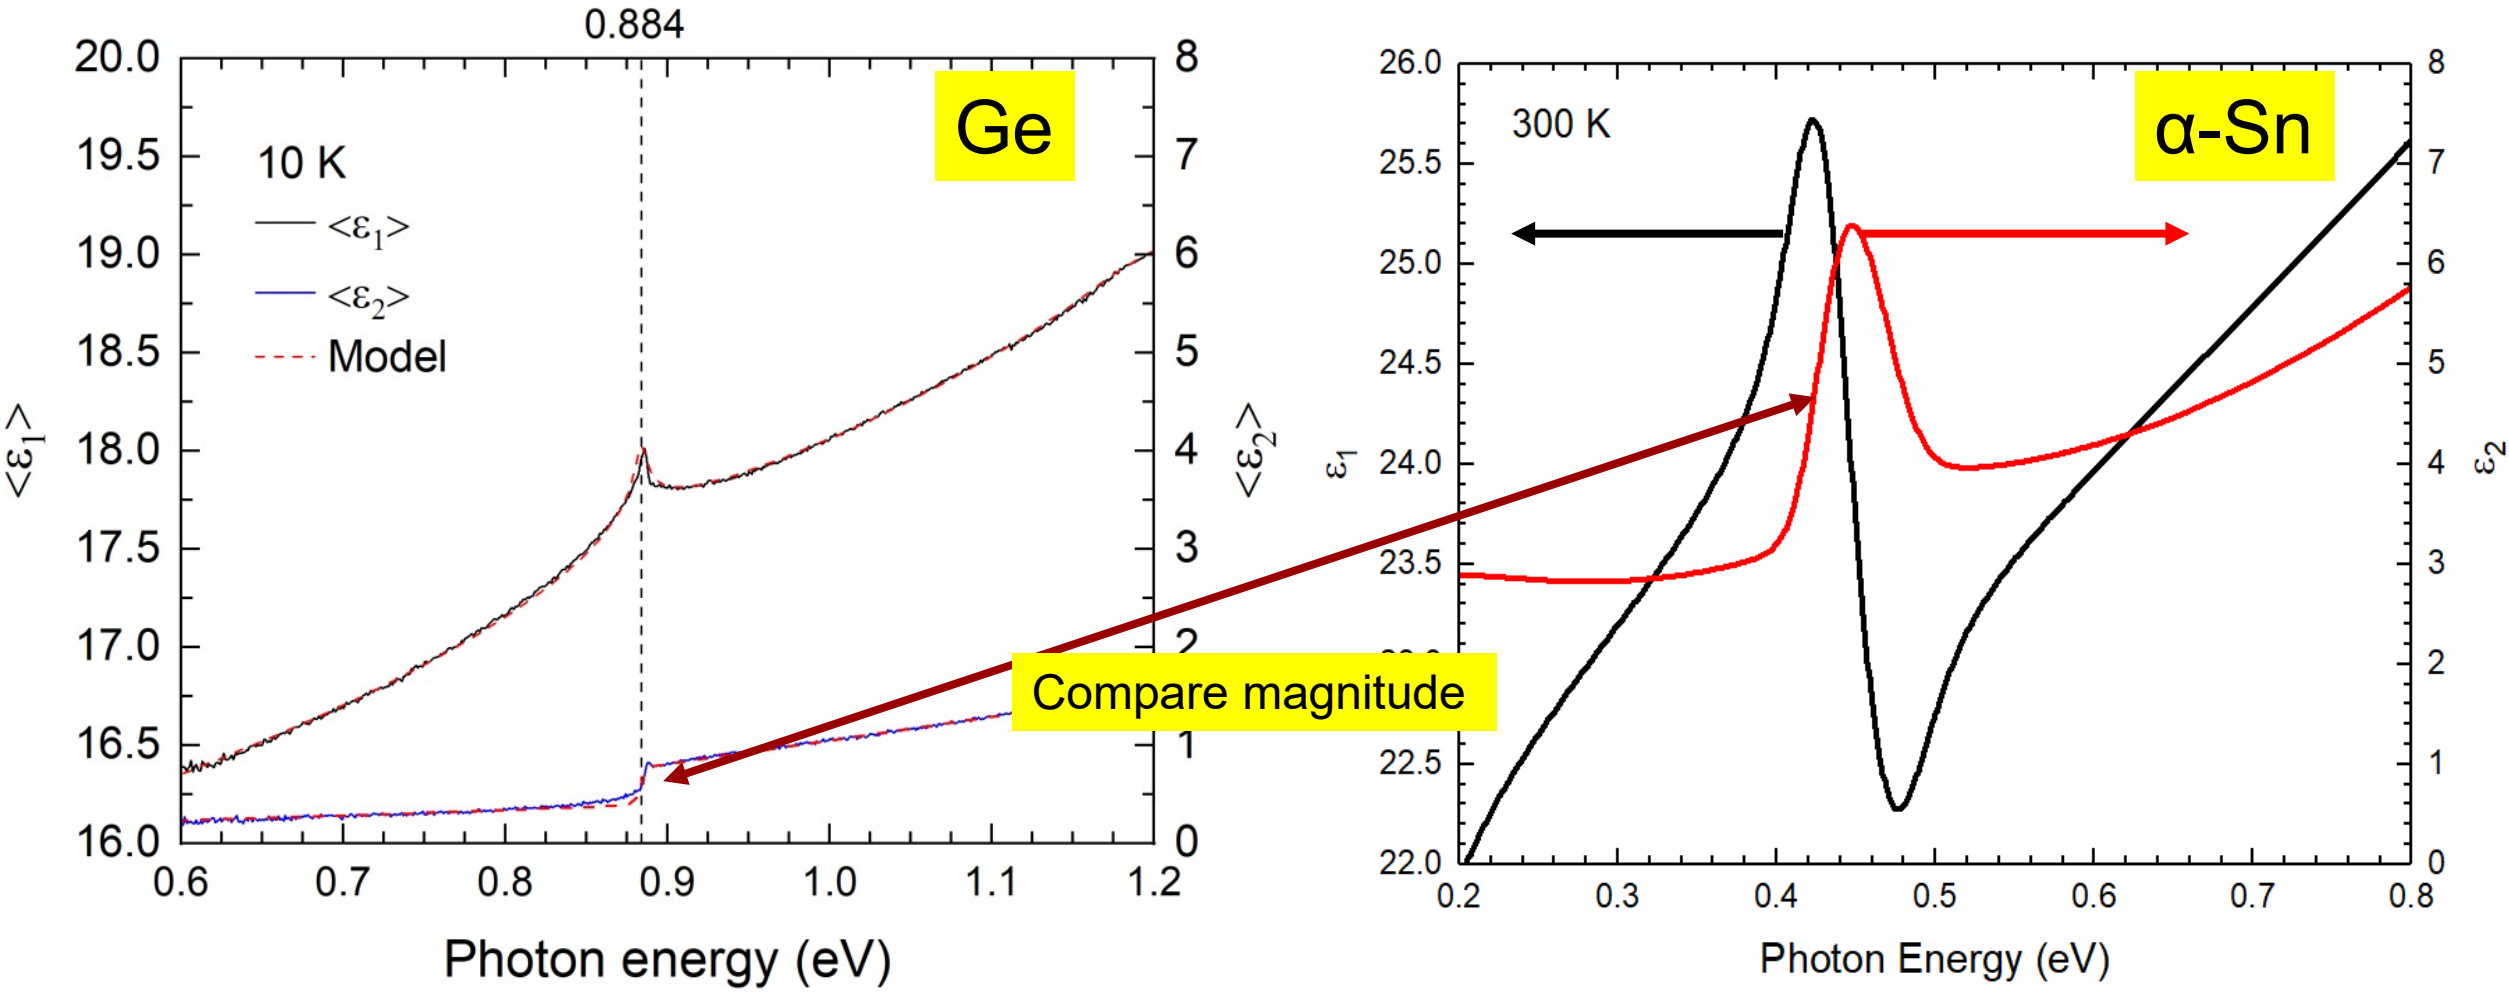 0.884
20.0
19.5
19.0
18.5
18.0
17.5
17.0
16.5
16.0
<ε1>
10 K
<ε1>
<ε2>
Model
Ge
8
7
6
5
4
3
2
1
0
<ε2>
0.6 0.7 0.8 0.9 1.0 1.1 1.2
Photon energy (eV)
Compare magnitude
26.0
25.5
25.0
24.5
24.0
23.5
22.5
22.0
ε1
300 K
α-Sn
8
7
6
5
4
3
2
1
0
ε2
0.2 0.3 0.4 0.5 0.6 0.7 0.8
Photon Energy (eV)